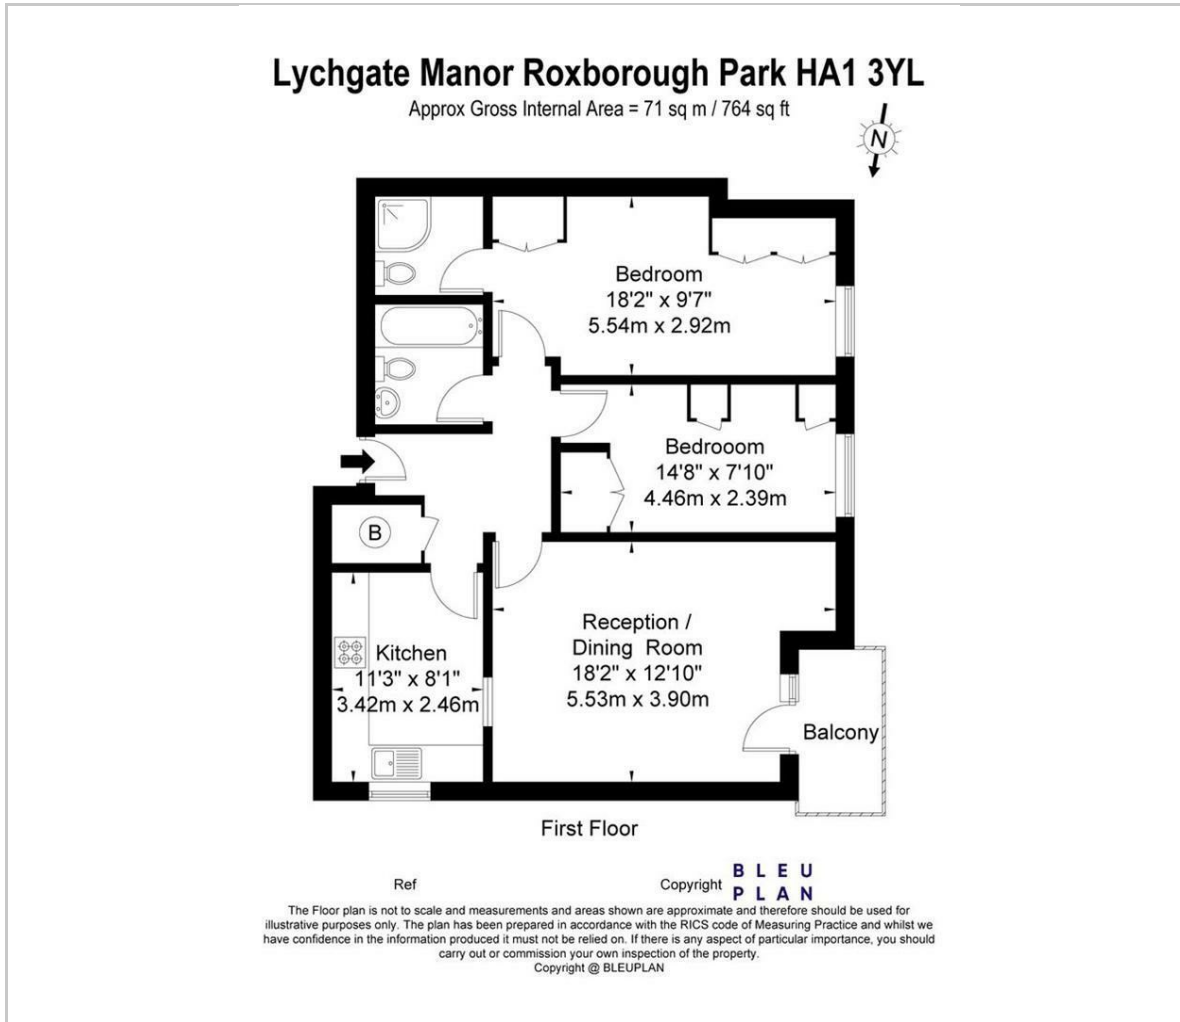 Lychgate Manor Roxborough Park HA1 3YL
Approx Gross Internal Area = 71 sq m / 764 sq ft
N
Bedroom
18'2" x 9'7"
5.54m x 2.92m
Bedrooom
14'8" x 7'10"
4.46m x 2.39m
B
Reception /
Dining Room
18'2" x 12'10"
5.53m x 3.90m
Kitchen
11'3" x 8'1"
3.42m x 2.46m
Balcony
First Floor
Ref
Copyright
BLEU
PLAN
The Floor plan is not to scale and measurements and areas shown are approximate and therefore should be used for
illustrative purposes only. The plan has been prepared in accordance with the RICS code of Measuring Practice and whilst we
have confidence in the information produced it must not be relied on. If there is any aspect of particular importance, you should
carry out or commission your own inspection of the property.
Copyright @ BLEUPLAN